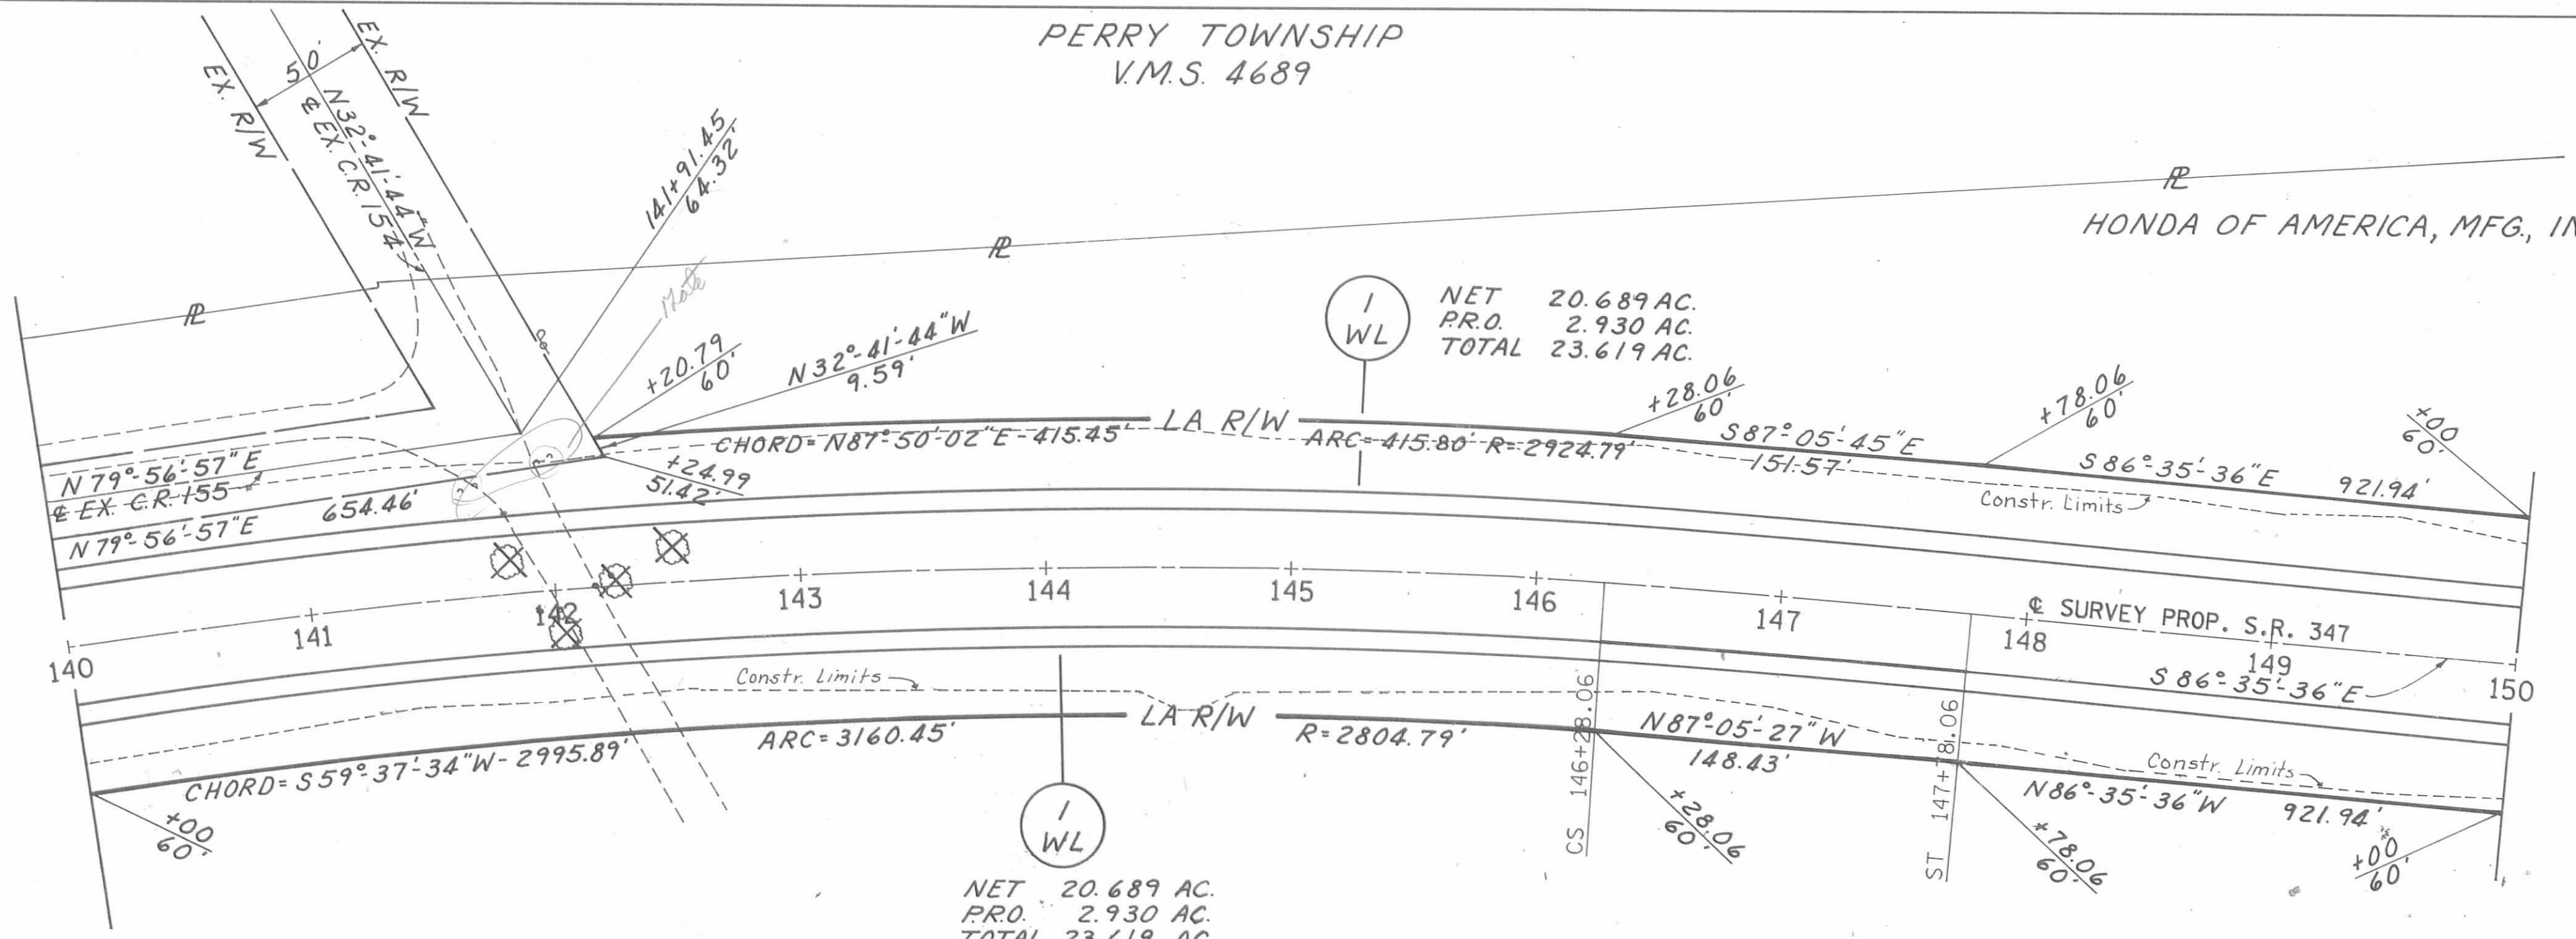 PERRY TOWNSHIP
V.M.S. 4689
EX. R/W
50'
EX. R/W
N32°-41'-44"W
℄ EX. C.R. 154
141+91.45
64.32'
+20.79
60'
N32°-41'-44"W
9.59'
℄
℄
℄
HONDA OF AMERICA, MFG., IN
1
WL
NET 20.689 AC.
P.R.O. 2.930 AC.
TOTAL 23.619 AC.
+28.06
60'
+78.06
60'
+00
60'
LA R/W
CHORD= N87°-50'-02"E-415.45'
ARC=415.80' R=2924.79'
S87°-05'-45"E
151.57'
S86°-35'-36"E 921.94'
Constr. Limits
N79°-56'-57"E
℄ EX. C.R. 155
N79°-56'-57"E 654.46'
+24.99
51.42'
140
141
142
143
144
145
146
147
148
149
150
℄ SURVEY PROP. S.R. 347
S86°-35'-36"E
Constr. Limits
LA R/W
CHORD= S59°-37'-34"W-2995.89'
ARC=3160.45'
R=2804.79'
N87°-05'-27"W
148.43'
N86°-35'-36"W 921.94'
Constr. Limits
+00
60'
CS 146+28.06
+28.06
60'
ST 147+78.06
+78.06
60'
+00
60'
1
WL
NET 20.689 AC.
P.R.O. 2.930 AC.
TOTAL 23.619 AC.